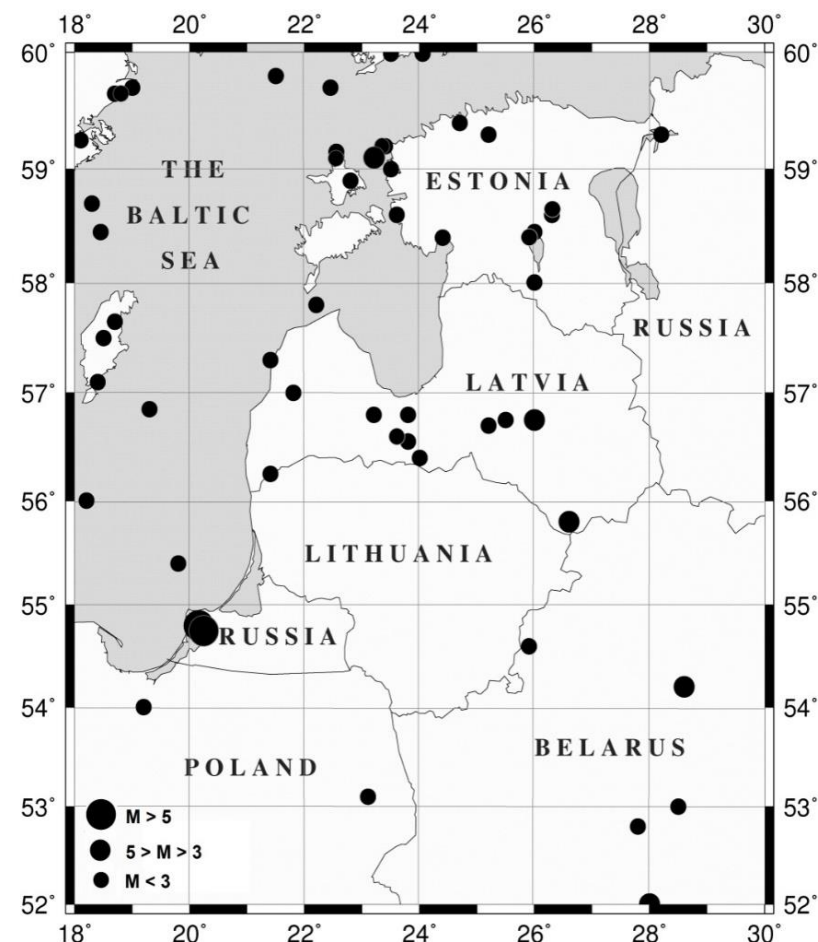 18 20 22 24 26 28 30
60° 60°
59° 59°
THE
ESTONIA
BALTIC
SEA
58° 58°
RUSSIA
57° 57°
LATVIA
56° 56°
LITHUANIA
55° 55°
RUSSIA
54° 54°
BELARUS
POLAND
53° 53°
M > 5
5 > M > 3
M < 3
52° 52°
18 20 22 24 26 28 30